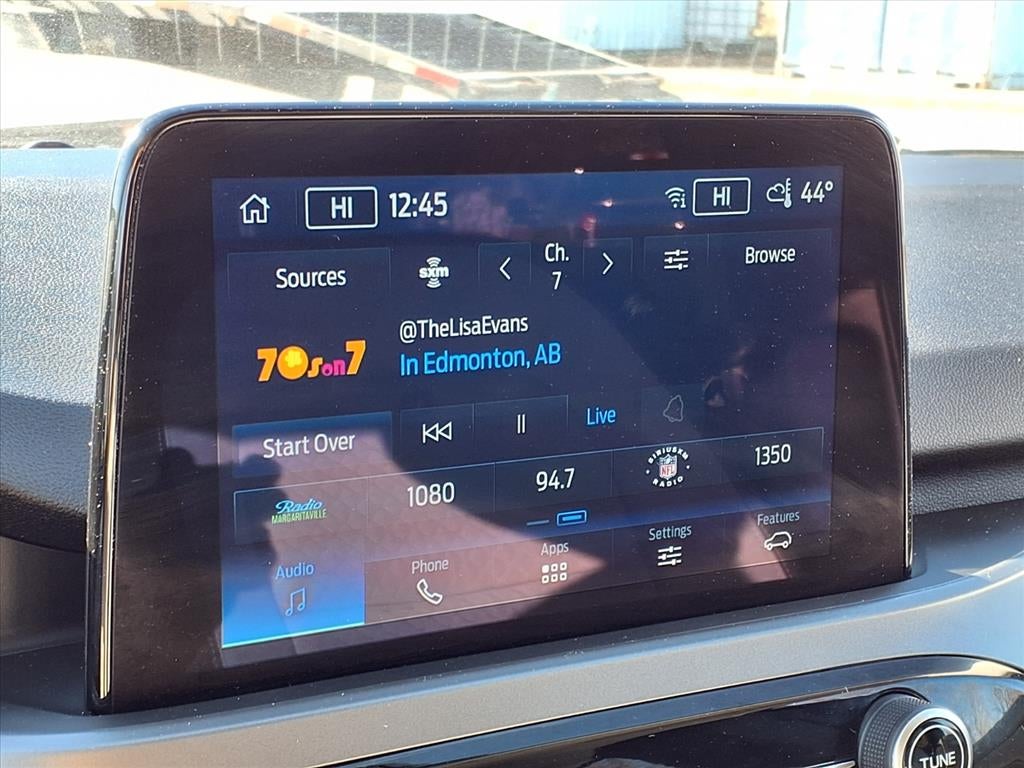 HI 12:45 HI 44°
Sources sxm Ch. 7 Browse
@TheLisaEvans
70s on 7 In Edmonton, AB
Start Over Live
Radio MARGARITAVILLE 1080 94.7 SIRIUSXM NFL RADIO 1350
Audio Phone Apps Settings Features
TUNE